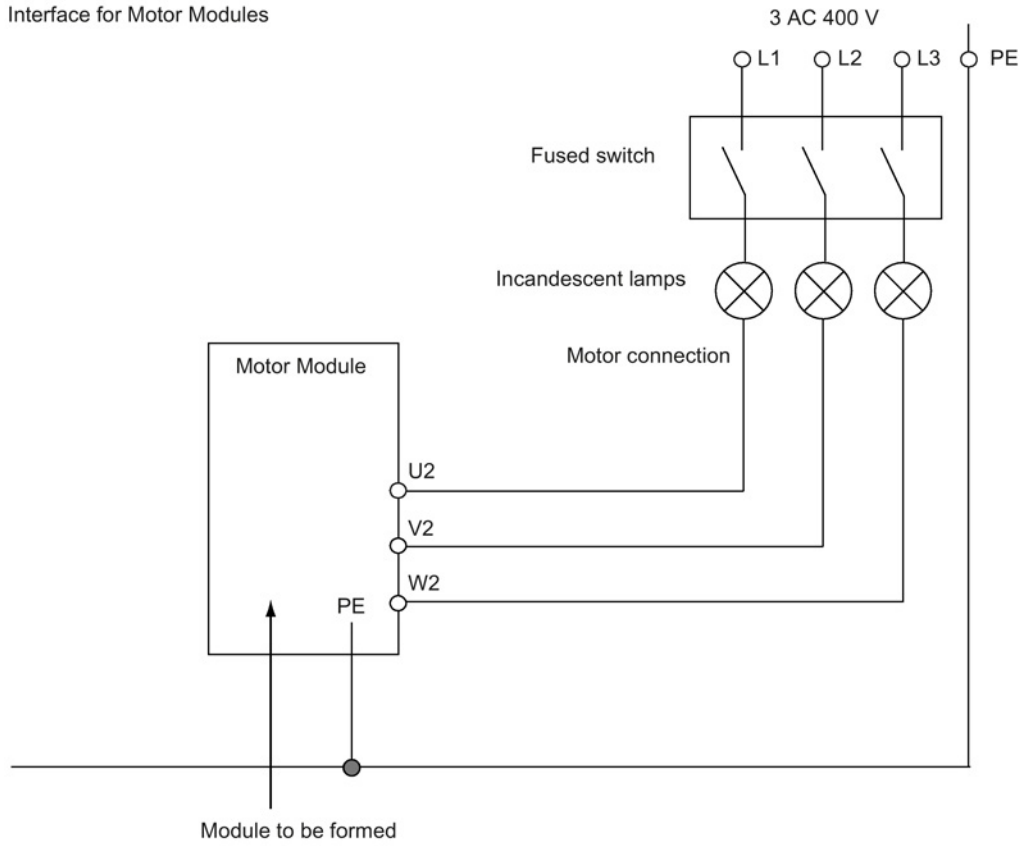 Interface for Motor Modules
3 AC 400 V
L1 L2 L3 PE
Fused switch
Incandescent lamps
Motor connection
Motor Module
U2
V2
W2
PE
Module to be formed